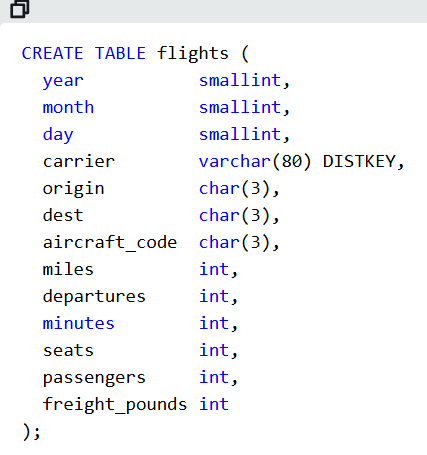 CREATE TABLE flights (
  year           smallint,
  month          smallint,
  day            smallint,
  carrier        varchar(80) DISTKEY,
  origin         char(3),
  dest           char(3),
  aircraft_code  char(3),
  miles          int,
  departures     int,
  minutes        int,
  seats          int,
  passengers     int,
  freight_pounds int
);